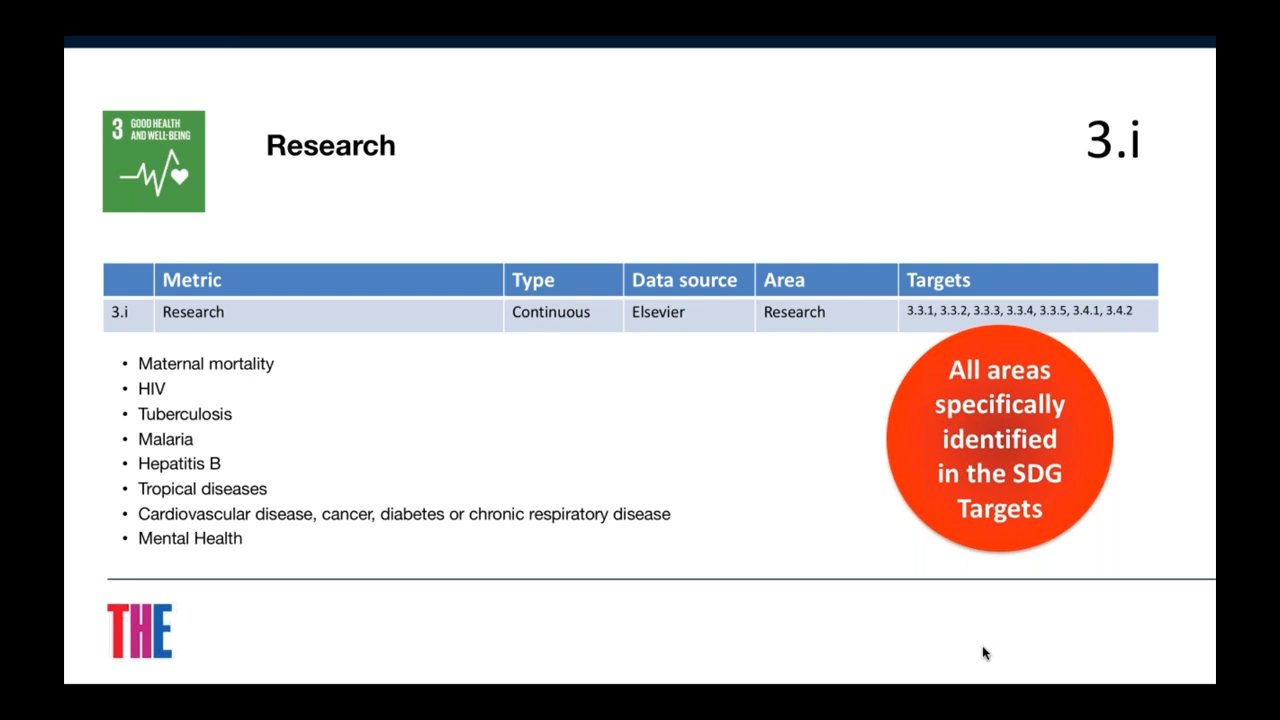 3 GOOD HEALTH
AND WELL-BEING
Research
3.i
Metric Type Data source Area Targets
3.i Research Continuous Elsevier Research 3.3.1, 3.3.2, 3.3.3, 3.3.4, 3.3.5, 3.4.1, 3.4.2
• Maternal mortality
• HIV
• Tuberculosis
• Malaria
• Hepatitis B
• Tropical diseases
• Cardiovascular disease, cancer, diabetes or chronic respiratory disease
• Mental Health
All areas
specifically
identified
in the SDG
Targets
THE